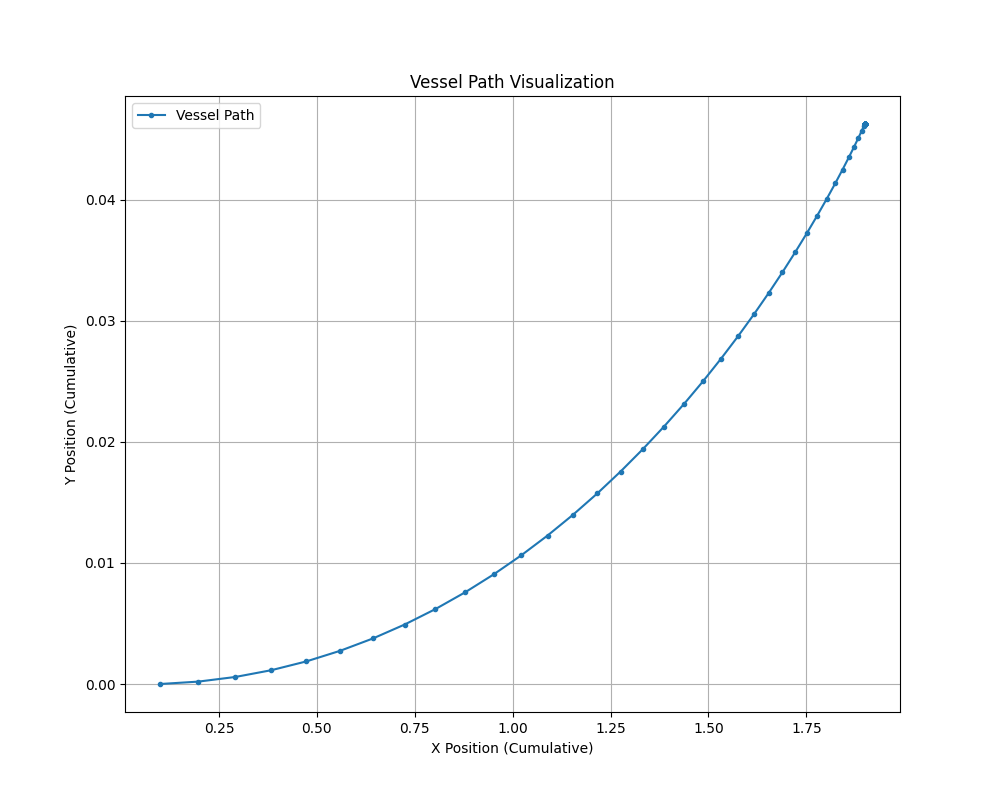 Vessel Path Visualization
Vessel Path
0.04
0.03
0.02
0.01
0.00
Y Position (Cumulative)
0.25 0.50 0.75 1.00 1.25 1.50 1.75
X Position (Cumulative)